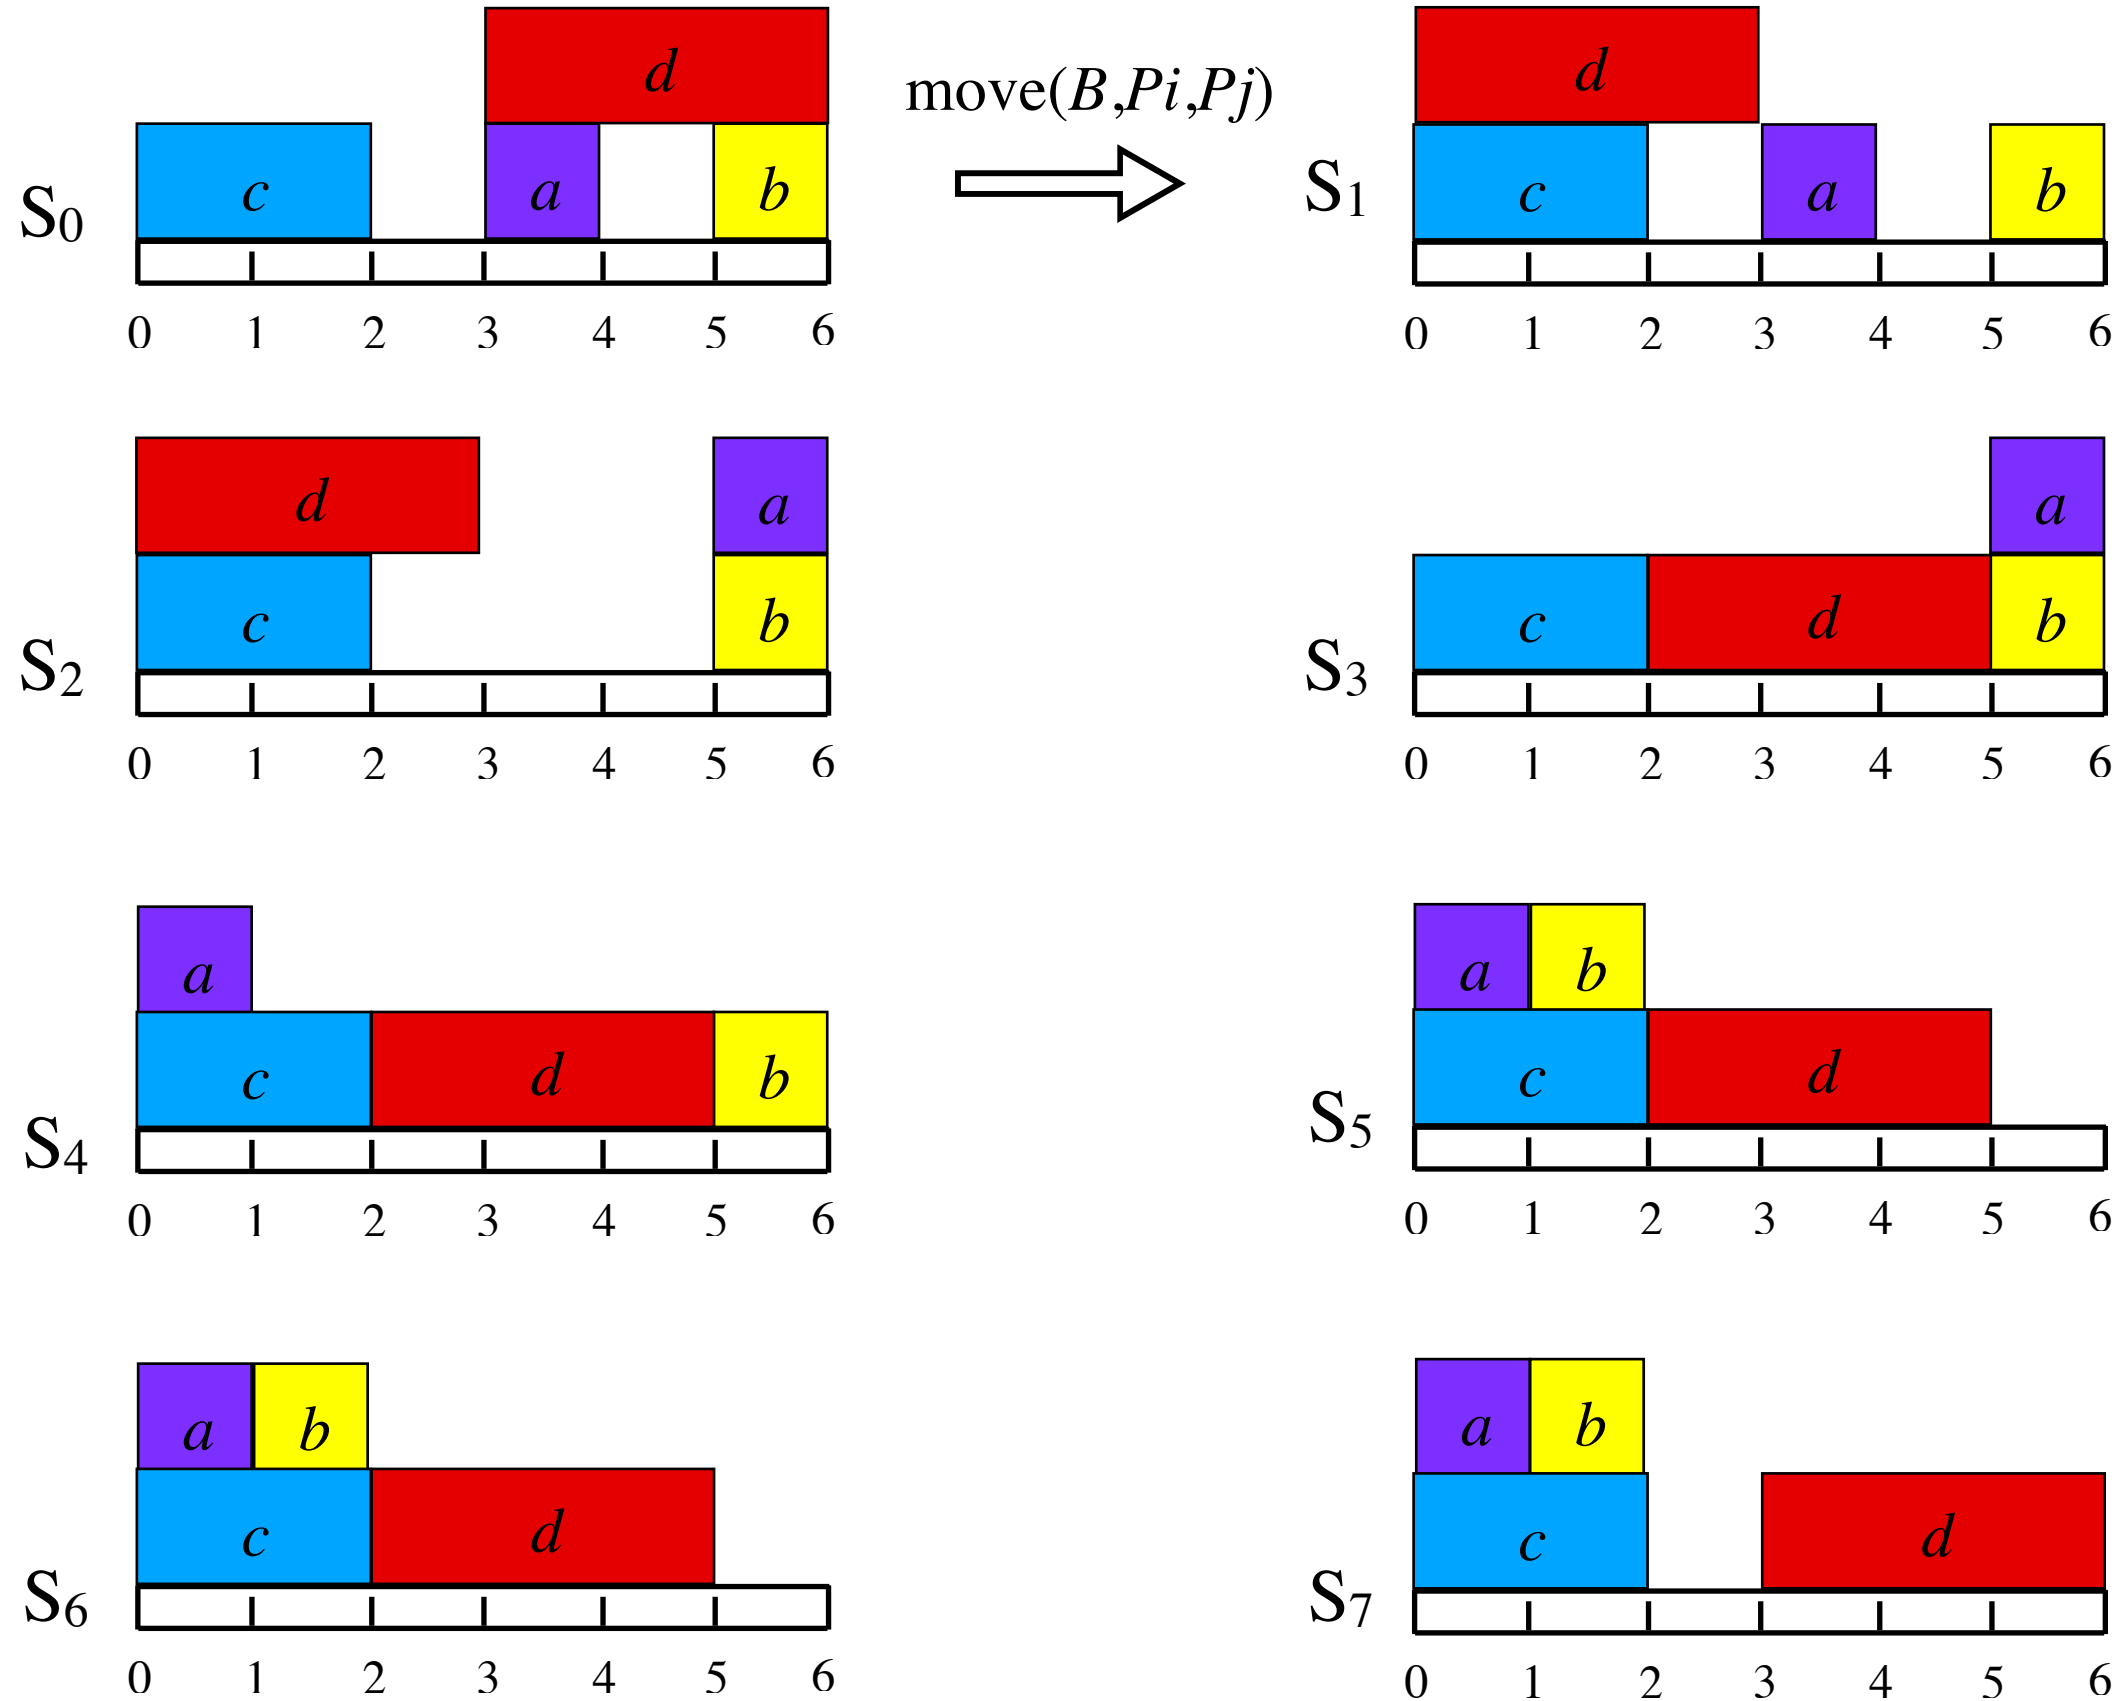 d d
move(B,Pi,Pj)
S0 c a b S1 c a b
0 1 2 3 4 5 6 0 1 2 3 4 5 6
d a a
S2 c b S3 c d b
0 1 2 3 4 5 6 0 1 2 3 4 5 6
a a b
S4 c d b S5 c d
0 1 2 3 4 5 6 0 1 2 3 4 5 6
a b a b
S6 c d S7 c d
0 1 2 3 4 5 6 0 1 2 3 4 5 6